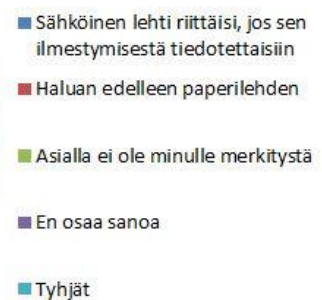 Sähköinen lehti riittäisi, jos sen
ilmestymisestä tiedotettaisiin
Haluan edelleen paperilehden
Asialla ei ole minulle merkitystä
En osaa sanoa
Tyhjät